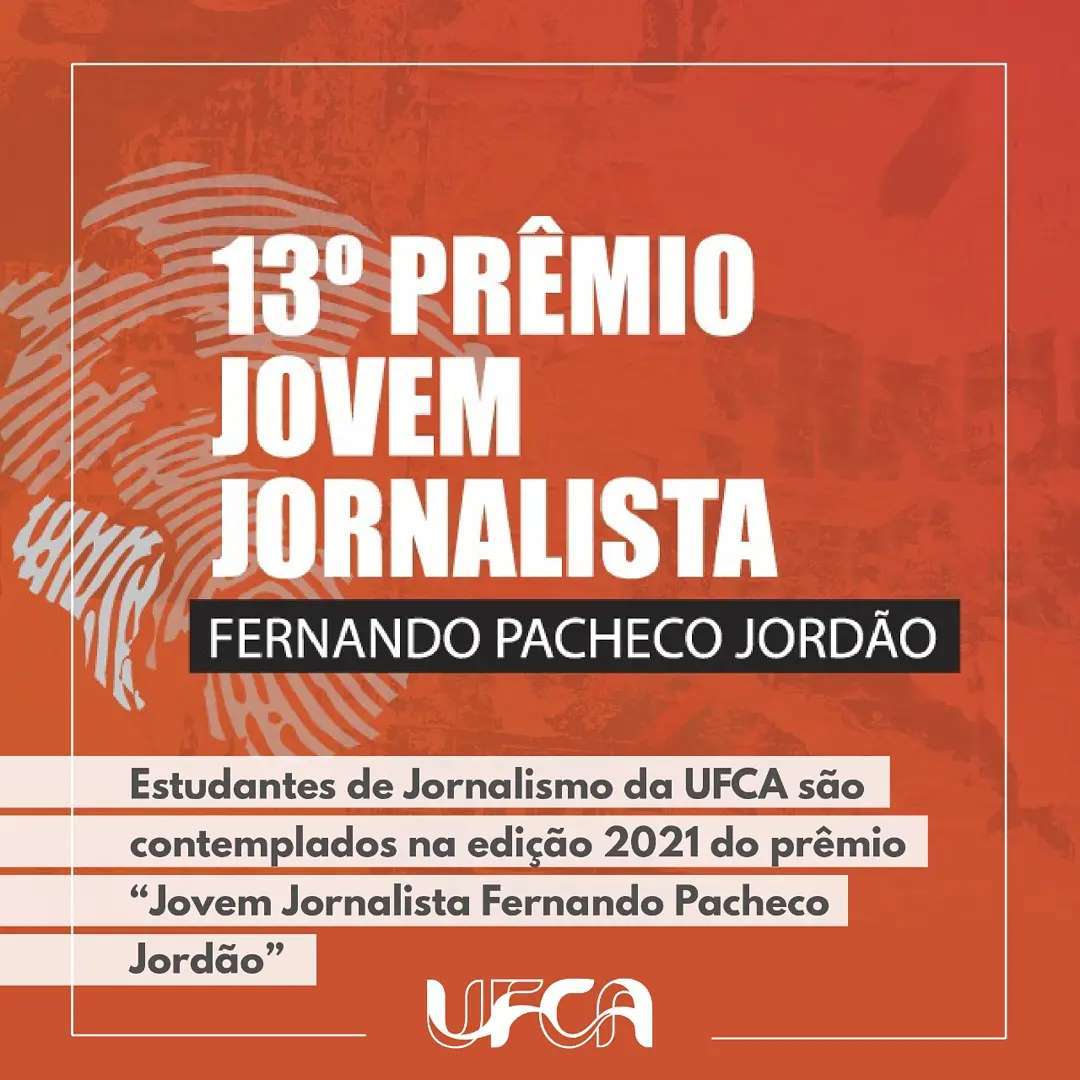 13º PRÊMIO
JOVEM
JORNALISTA
FERNANDO PACHECO JORDÃO
Estudantes de Jornalismo da UFCA são
contemplados na edição 2021 do prêmio
“Jovem Jornalista Fernando Pacheco
Jordão”
UFCA